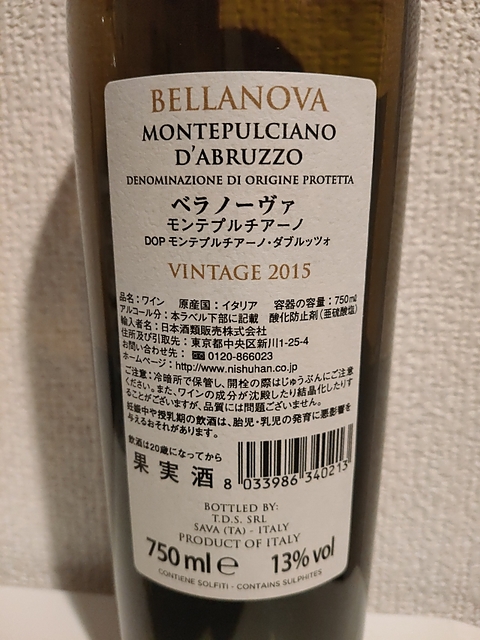 BELLANOVA
MONTEPULCIANO
D'ABRUZZO
DENOMINAZIONE DI ORIGINE PROTETTA
ベラノーヴァ
モンテプルチアーノ
DOP モンテプルチアーノ・ダブルッツォ
VINTAGE 2015
品名：ワイン 原産国：イタリア 容器の容量：750mℓ
アルコール分：本ラベル下部に記載 酸化防止剤（亜硫酸塩）
輸入者名：日本酒類販売株式会社
住所及び引取先：東京都中央区新川1-25-4
お問い合わせ先：☎ 0120-866023
ホームページ：http://www.nishuhan.co.jp
ご注意：冷暗所で保管し、開栓の際はじゅうぶんにご注意
ください。また、ワインの成分が沈殿したり結晶化したりす
ることがございますが、品質には問題ございません。
妊娠中や授乳期の飲酒は、胎児・乳児の発育に悪影響を
与えるおそれがあります。
飲酒は20歳になってから
果実酒
8 033986 340213
BOTTLED BY:
T.D.S. SRL
SAVA (TA) - ITALY
PRODUCT OF ITALY
750 ml e 13% vol
CONTIENE SOLFITI - CONTAINS SULPHITES